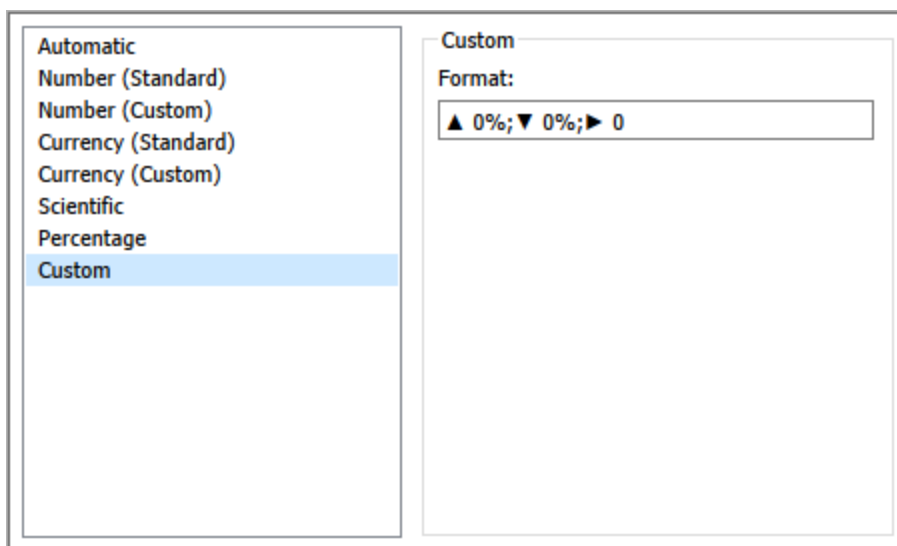 Automatic
Number (Standard)
Number (Custom)
Currency (Standard)
Currency (Custom)
Scientific
Percentage
Custom
Custom
Format:
▲ 0%;▼ 0%;► 0